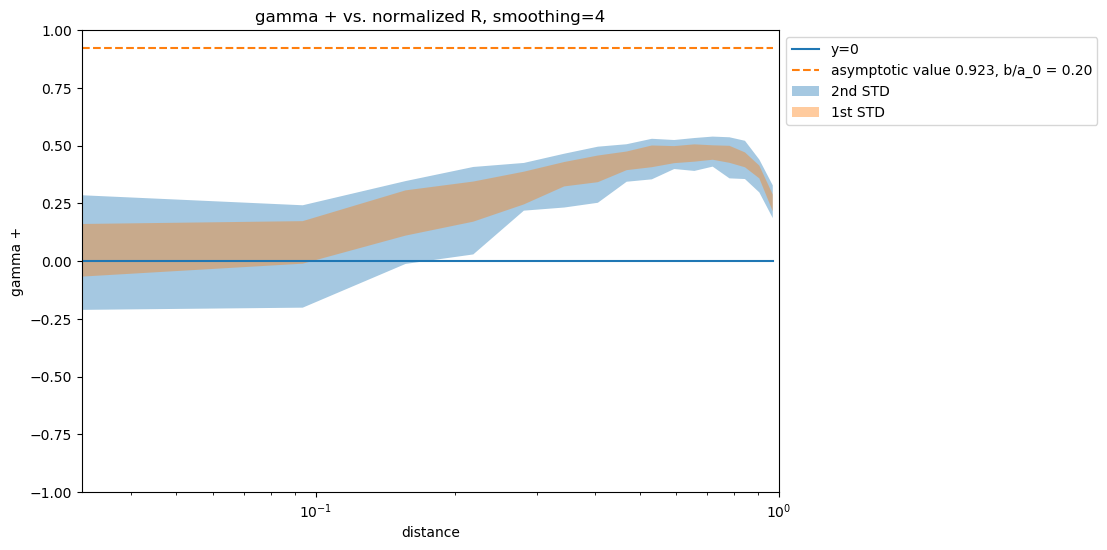 gamma + vs. normalized R, smoothing=4
1.00
0.75
0.50
0.25
0.00
−0.25
−0.50
−0.75
−1.00
gamma +
10⁻¹
10⁰
distance
y=0
asymptotic value 0.923, b/a_0 = 0.20
2nd STD
1st STD